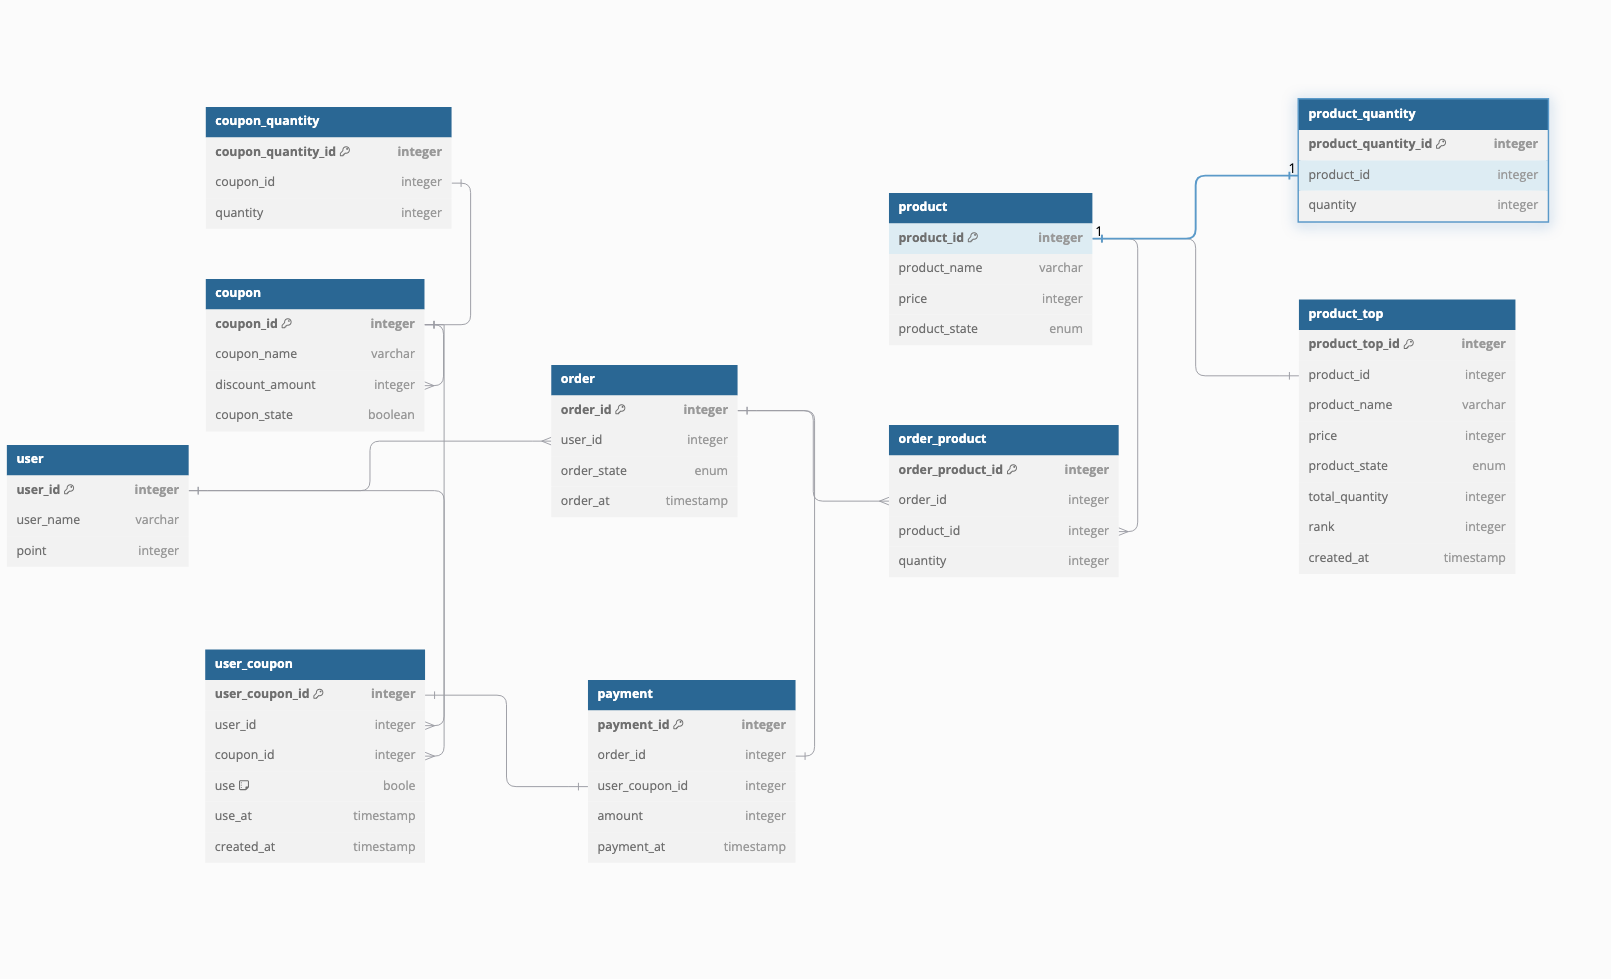 coupon_quantity
coupon_quantity_id integer
coupon_id integer
quantity integer
coupon
coupon_id integer
coupon_name varchar
discount_amount integer
coupon_state boolean
user
user_id integer
user_name varchar
point integer
user_coupon
user_coupon_id integer
user_id integer
coupon_id integer
use boole
use_at timestamp
created_at timestamp
order
order_id integer
user_id integer
order_state enum
order_at timestamp
payment
payment_id integer
order_id integer
user_coupon_id integer
amount integer
payment_at timestamp
product
product_id integer
1
product_name varchar
price integer
product_state enum
order_product
order_product_id integer
order_id integer
product_id integer
quantity integer
product_quantity
product_quantity_id integer
1
product_id integer
quantity integer
product_top
product_top_id integer
product_id integer
product_name varchar
price integer
product_state enum
total_quantity integer
rank integer
created_at timestamp